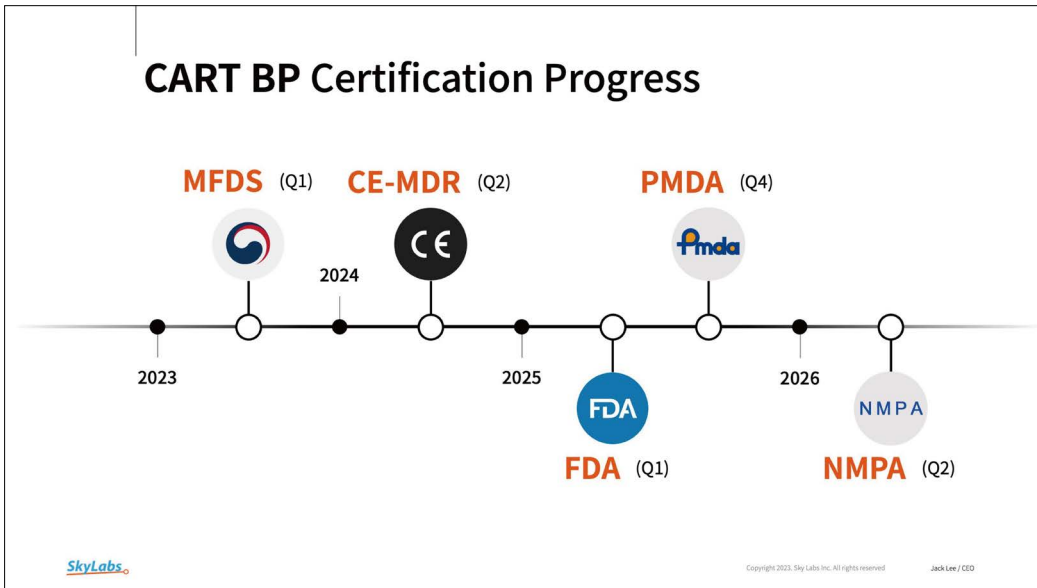 CART BP Certification Progress
MFDS (Q1)
CE-MDR (Q2)
PMDA (Q4)
CE
Pmda
2024
2023
2025
2026
FDA
NMPA
FDA (Q1)
NMPA (Q2)
SkyLabs
Copyright 2023. Sky Labs Inc. All rights reserved
Jack Lee / CEO